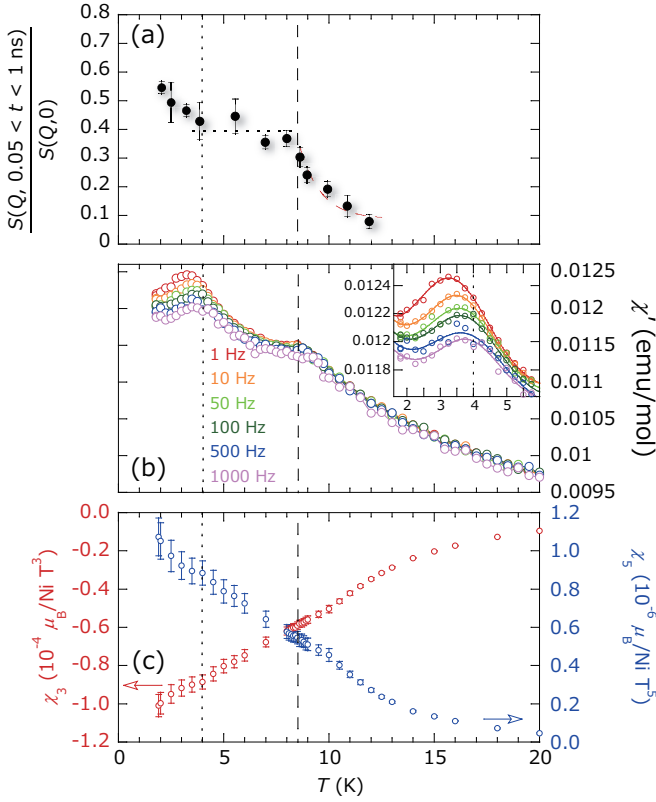 (a)
S(Q, 0.05 < t < 1 ns)
S(Q,0)
0.8
0.7
0.6
0.5
0.4
0.3
0.2
0.1
0
(b)
1 Hz
10 Hz
50 Hz
100 Hz
500 Hz
1000 Hz
0.0124
0.0122
0.012
0.0118
2 3 4 5
0.0125
0.012
0.0115
0.011
0.0105
0.01
0.0095
χ′ (emu/mol)
(c)
χ3 (10-4 μB/Ni T3)
0.0
-0.2
-0.4
-0.6
-0.8
-1.0
-1.2
1.2
1.0
0.8
0.6
0.4
0.2
0.0
χ5 (10-6 μB/Ni T5)
0 5 10 15 20
T (K)